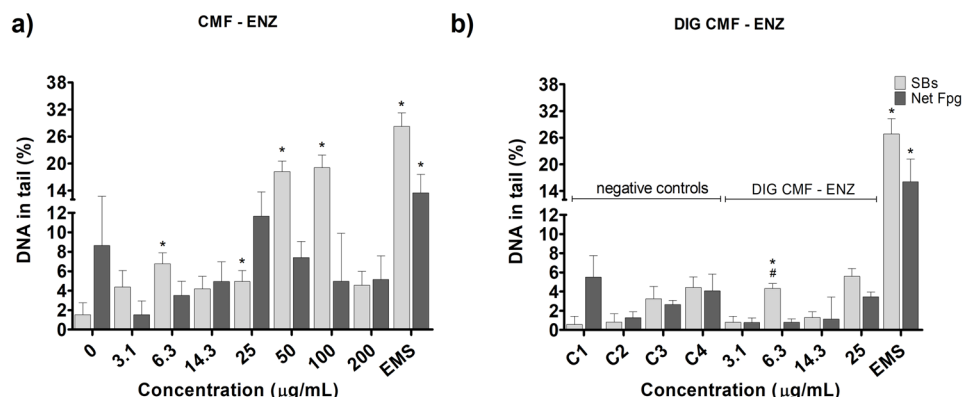 a)
CMF - ENZ
DNA in tail (%)
38
32
26
20
14
12
10
8
6
4
2
0
*
*
*
*
*
*
0
3.1
6.3
14.3
25
50
100
200
EMS
Concentration (µg/mL)
b)
DIG CMF - ENZ
SBs
Net Fpg
DNA in tail (%)
38
32
26
20
14
12
10
8
6
4
2
0
negative controls
DIG CMF - ENZ
*
#
*
*
C1
C2
C3
C4
3.1
6.3
14.3
25
EMS
Concentration (µg/mL)